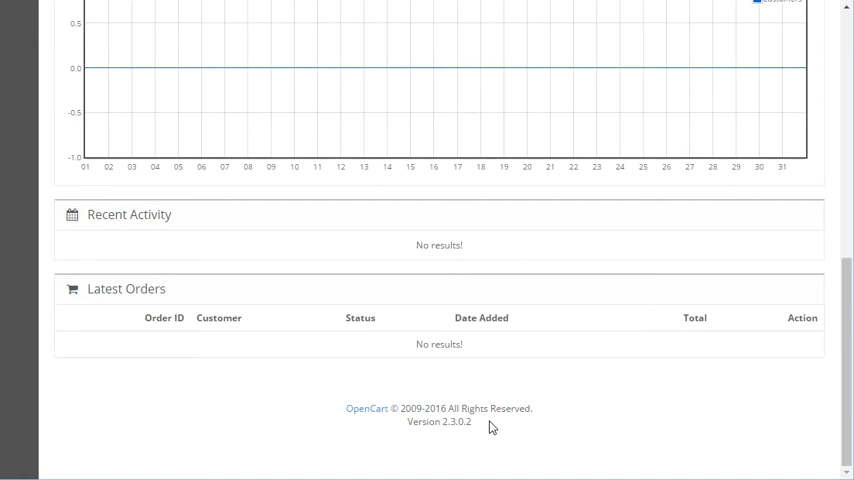 Customers
0.5
0.0
-0.5
-1.0
01 02 03 04 05 06 07 08 09 10 11 12 13 14 15 16 17 18 19 20 21 22 23 24 25 26 27 28 29 30 31
Recent Activity
No results!
Latest Orders
Order ID Customer Status Date Added Total Action
No results!
OpenCart © 2009-2016 All Rights Reserved.
Version 2.3.0.2